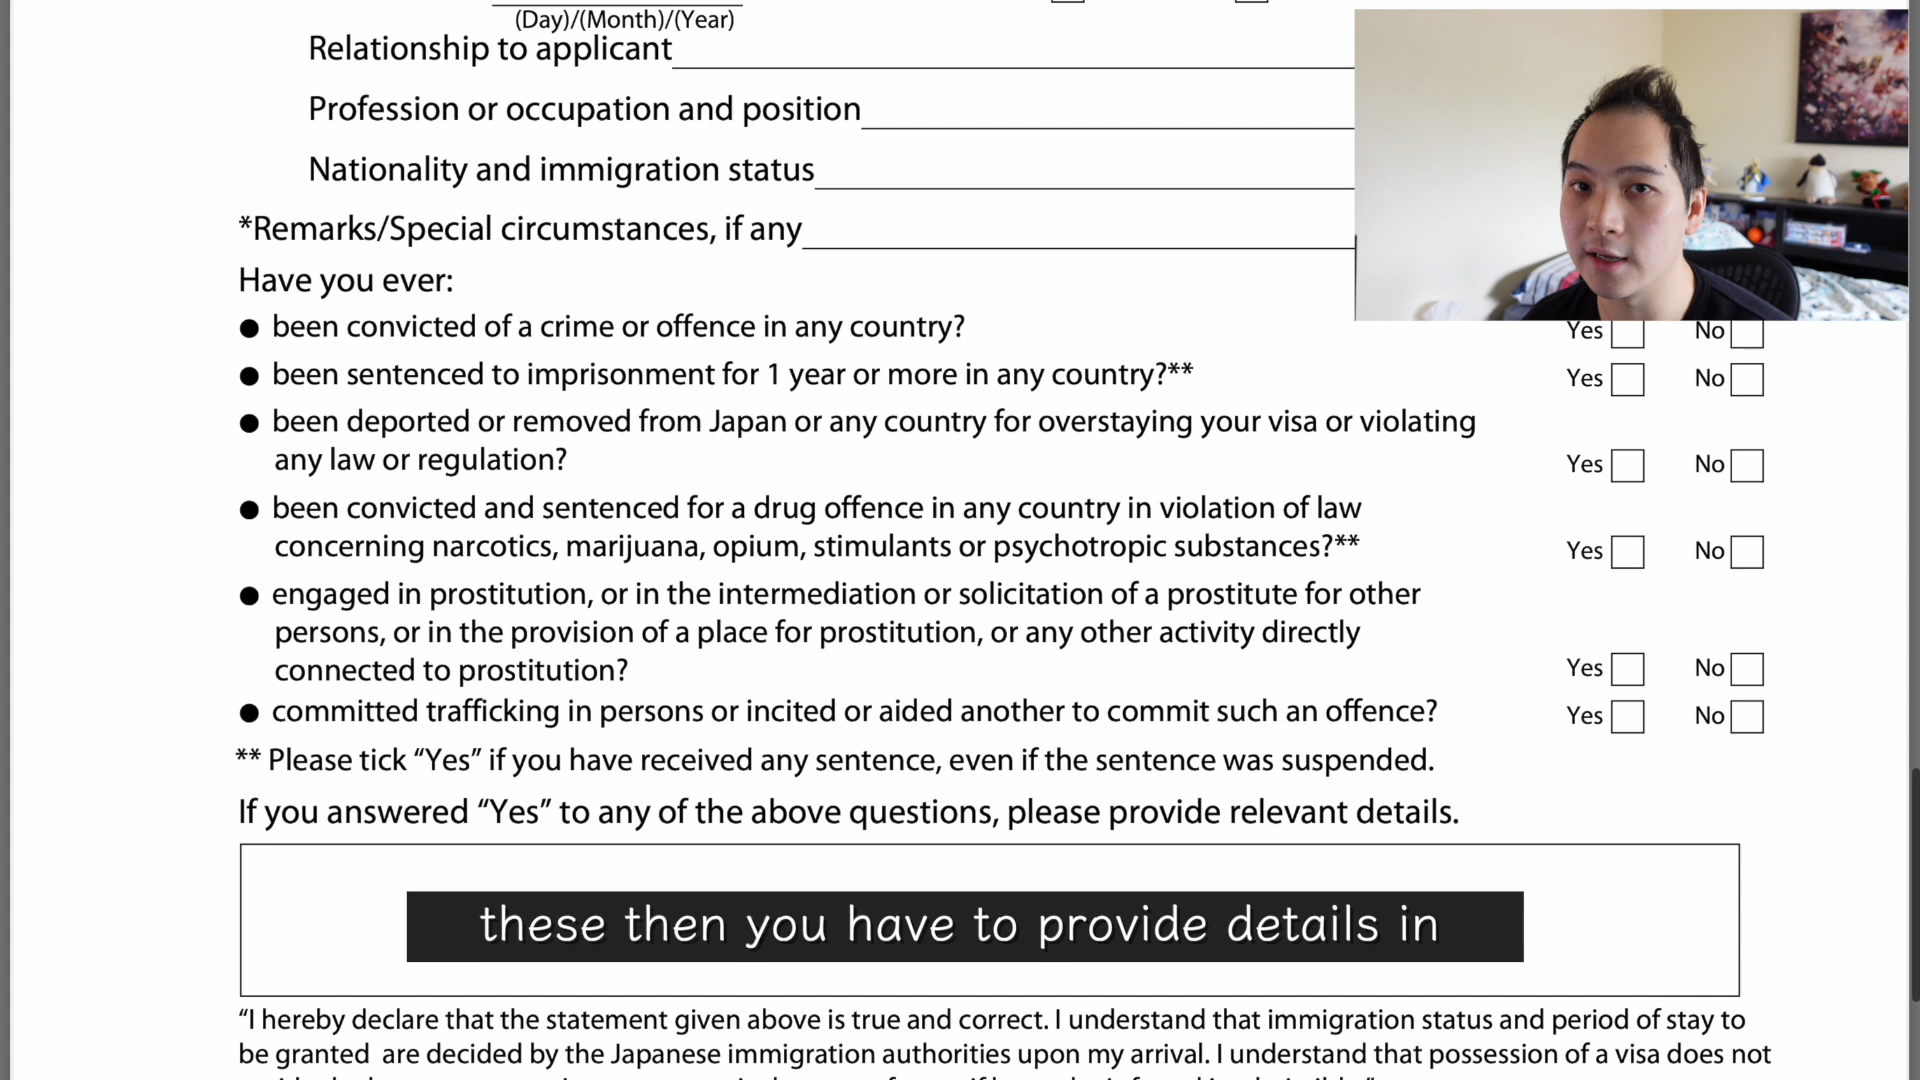 (Day)/(Month)/(Year)
Relationship to applicant
Profession or occupation and position
Nationality and immigration status
*Remarks/Special circumstances, if any
Have you ever:
● been convicted of a crime or offence in any country? Yes No
● been sentenced to imprisonment for 1 year or more in any country?** Yes No
● been deported or removed from Japan or any country for overstaying your visa or violating
any law or regulation? Yes No
● been convicted and sentenced for a drug offence in any country in violation of law
concerning narcotics, marijuana, opium, stimulants or psychotropic substances?** Yes No
● engaged in prostitution, or in the intermediation or solicitation of a prostitute for other
persons, or in the provision of a place for prostitution, or any other activity directly
connected to prostitution? Yes No
● committed trafficking in persons or incited or aided another to commit such an offence? Yes No
** Please tick “Yes” if you have received any sentence, even if the sentence was suspended.
If you answered “Yes” to any of the above questions, please provide relevant details.
these then you have to provide details in
“I hereby declare that the statement given above is true and correct. I understand that immigration status and period of stay to
be granted are decided by the Japanese immigration authorities upon my arrival. I understand that possession of a visa does not